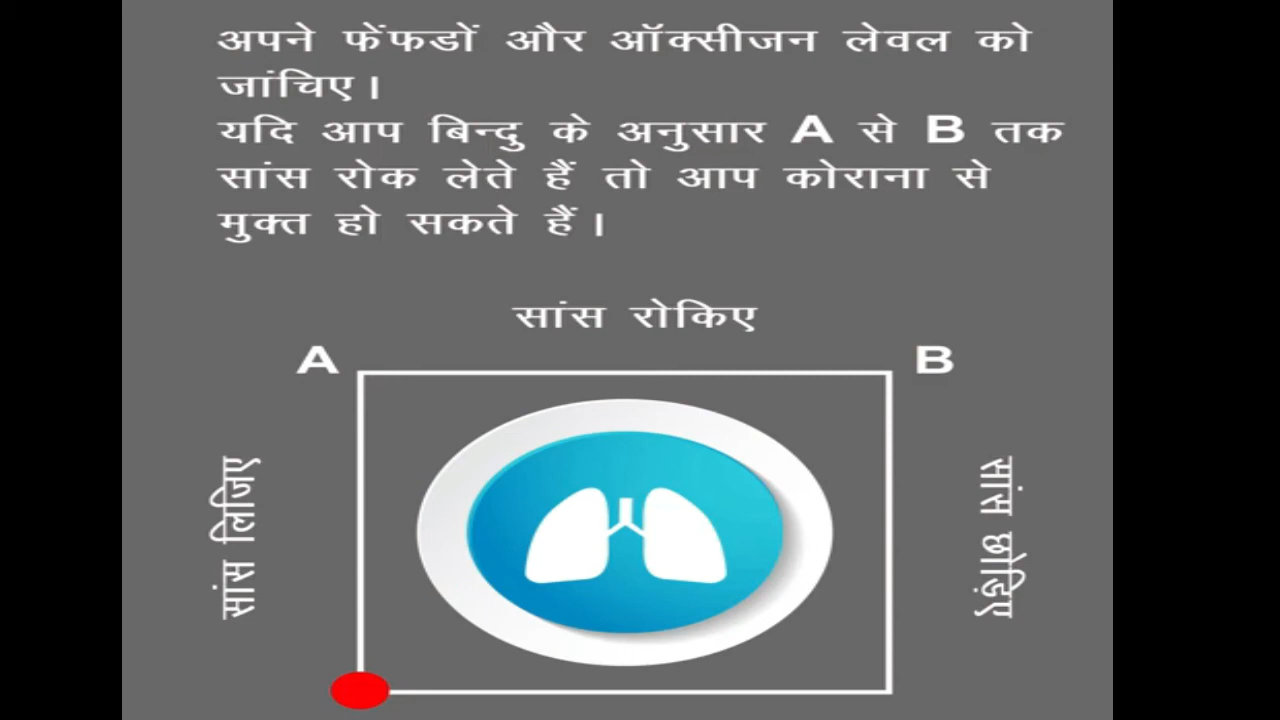 अपने फेंफडों और ऑक्सीजन लेवल को
जांचिए।
यदि आप बिन्दु के अनुसार A से B तक
सांस रोक लेते हैं तो आप कोराना से
मुक्त हो सकते हैं।
सांस रोकिए
A
B
सांस लिजिए
सांस छोड़िए